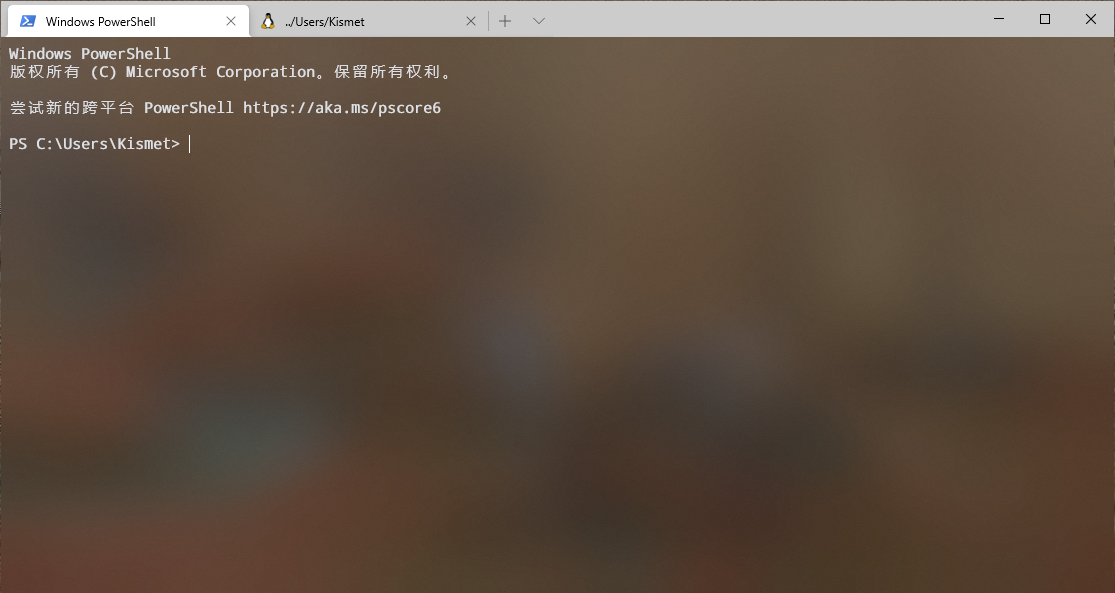 Windows PowerShell
../Users/Kismet
Windows PowerShell
版权所有 (C) Microsoft Corporation。保留所有权利。
尝试新的跨平台 PowerShell https://aka.ms/pscore6
PS C:\Users\Kismet>